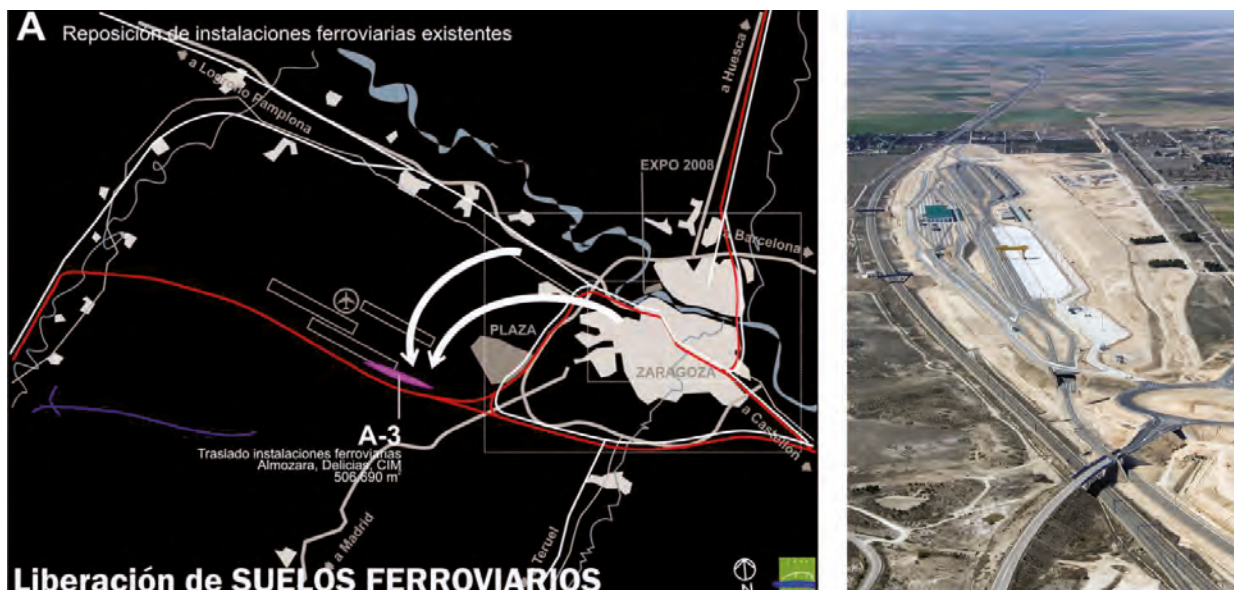 A Reposición de instalaciones ferroviarias existentes
a Logroño Pamplona
a Huesca
EXPO 2008
a Barcelona
PLAZA
ZARAGOZA
a Castellón
A-3
Traslado instalaciones ferroviarias
Almozara, Delicias, CIM
506.690 m²
a Madrid
Teruel
Liberación de SUELOS FERROVIARIOS
N